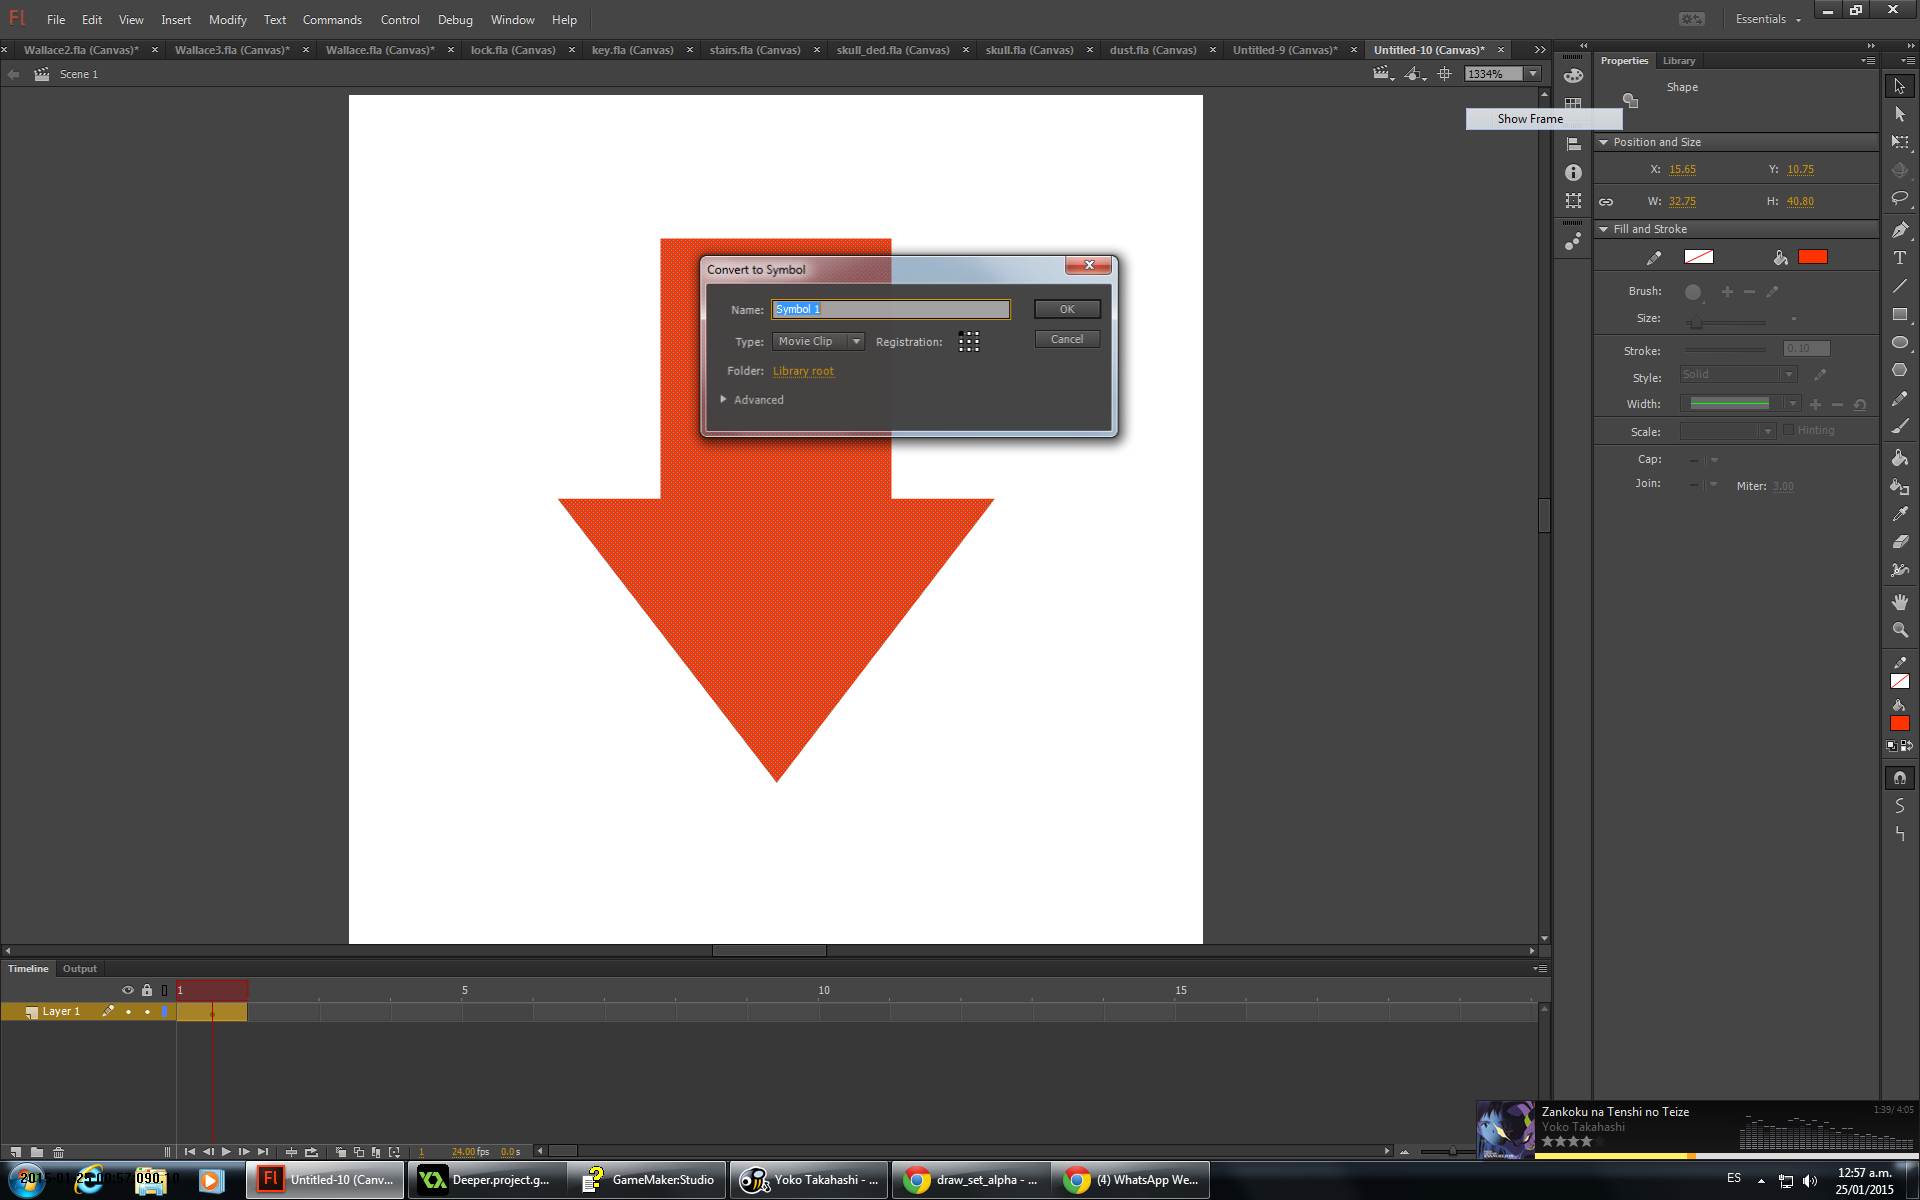 Fl File Edit View Insert Modify Text Commands Control Debug Window Help Essentials
Wallace2.fla (Canvas)* Wallace3.fla (Canvas)* Wallace.fla (Canvas)* lock.fla (Canvas) key.fla (Canvas) stairs.fla (Canvas) skull_ded.fla (Canvas) skull.fla (Canvas) dust.fla (Canvas) Untitled-9 (Canvas)* Untitled-10 (Canvas)*
Scene 1 1334%
Show Frame
Properties Library
Shape
Position and Size
X: 15.65 Y: 10.75
W: 32.75 H: 40.80
Fill and Stroke
Brush:
Size:
Stroke: 0.10
Style: Solid
Width:
Scale: Hinting
Cap:
Join: Miter: 3.00
Convert to Symbol
Name: Symbol 1 OK
Type: Movie Clip Registration: Cancel
Folder: Library root
Advanced
Timeline Output
1 5 10 15
Layer 1
1 24.00 fps 0.0 s
Zankoku na Tenshi no Teize 1:39/ 4:05
Yoko Takahashi
Untitled-10 (Canv... Deeper.project.g... GameMaker:Studio Yoko Takahashi - ... draw_set_alpha - ... (4) WhatsApp We...
ES 12:57 a.m.
25/01/2015